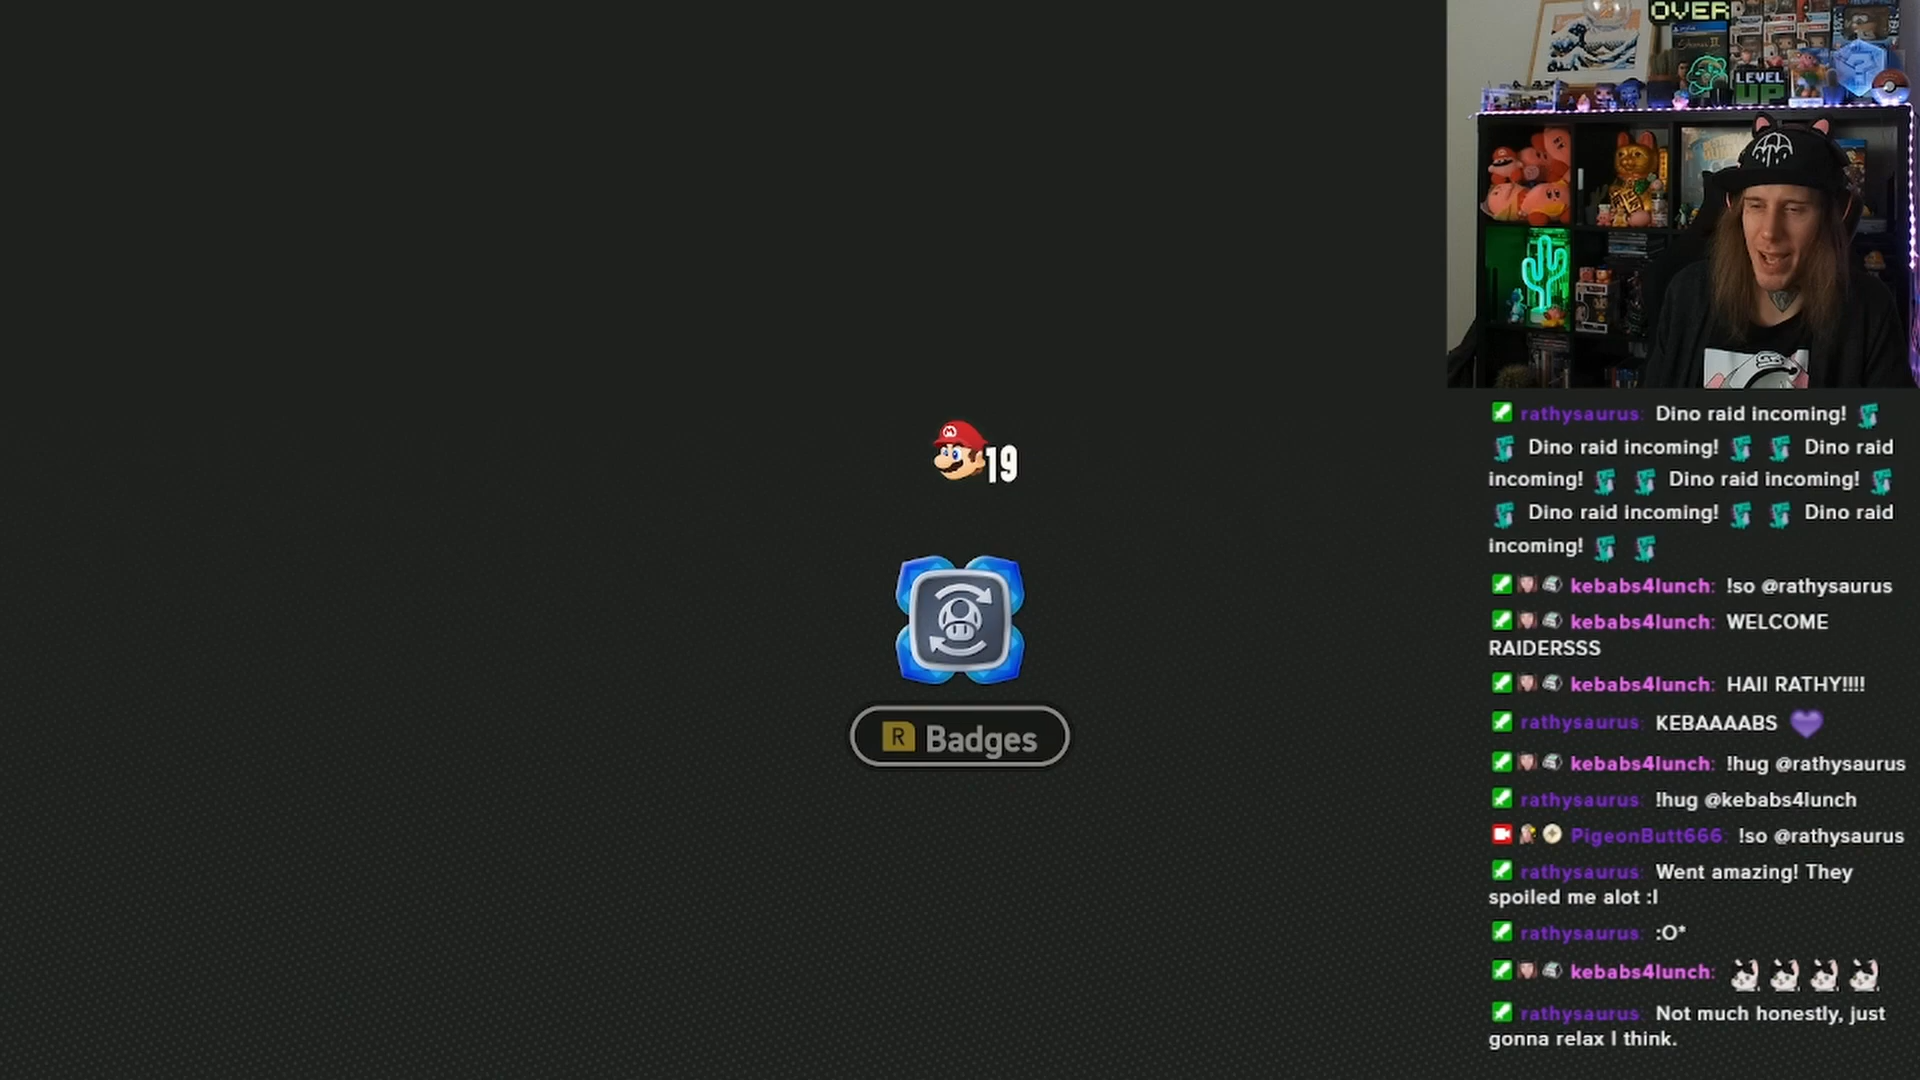 OVER
LEVEL
UP
19
R Badges
rathysaurus: Dino raid incoming!
Dino raid incoming! Dino raid
incoming! Dino raid incoming!
Dino raid incoming! Dino raid
incoming!
kebabs4lunch: !so @rathysaurus
kebabs4lunch: WELCOME
RAIDERSSS
kebabs4lunch: HAII RATHY!!!!
rathysaurus: KEBAAAABS
kebabs4lunch: !hug @rathysaurus
rathysaurus: !hug @kebabs4lunch
PigeonButt666: !so @rathysaurus
rathysaurus: Went amazing! They
spoiled me alot :l
rathysaurus: :O*
kebabs4lunch:
rathysaurus: Not much honestly, just
gonna relax I think.